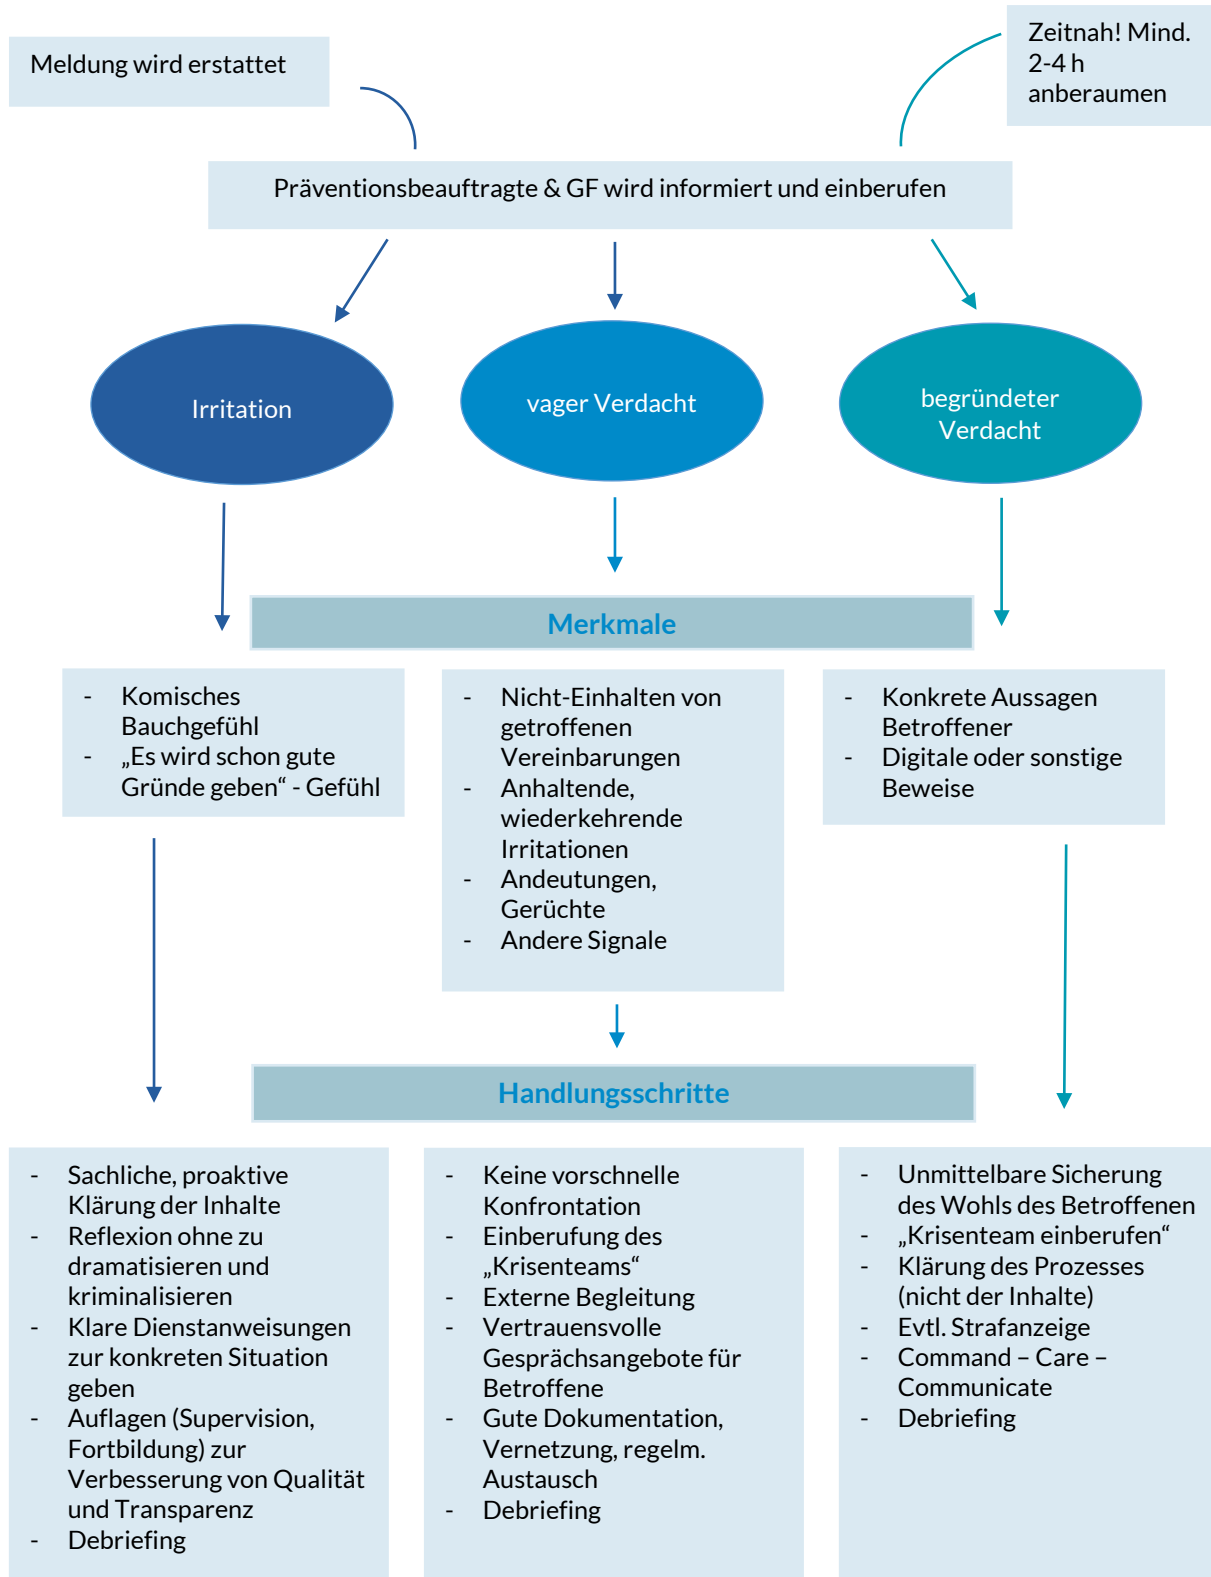 Meldung wird erstattet
Zeitnah! Mind.
2-4 h
anberaumen
Präventionsbeauftragte & GF wird informiert und einberufen
Irritation
vager Verdacht
begründeter
Verdacht
Merkmale
- Komisches
Bauchgefühl
- „Es wird schon gute
Gründe geben“ - Gefühl
- Nicht-Einhalten von
getroffenen
Vereinbarungen
- Anhaltende,
wiederkehrende
Irritationen
- Andeutungen,
Gerüchte
- Andere Signale
- Konkrete Aussagen
Betroffener
- Digitale oder sonstige
Beweise
Handlungsschritte
- Sachliche, proaktive
Klärung der Inhalte
- Reflexion ohne zu
dramatisieren und
kriminalisieren
- Klare Dienstanweisungen
zur konkreten Situation
geben
- Auflagen (Supervision,
Fortbildung) zur
Verbesserung von Qualität
und Transparenz
- Debriefing
- Keine vorschnelle
Konfrontation
- Einberufung des
„Krisenteams“
- Externe Begleitung
- Vertrauensvolle
Gesprächsangebote für
Betroffene
- Gute Dokumentation,
Vernetzung, regelm.
Austausch
- Debriefing
- Unmittelbare Sicherung
des Wohls des Betroffenen
- „Krisenteam einberufen“
- Klärung des Prozesses
(nicht der Inhalte)
- Evtl. Strafanzeige
- Command – Care –
Communicate
- Debriefing